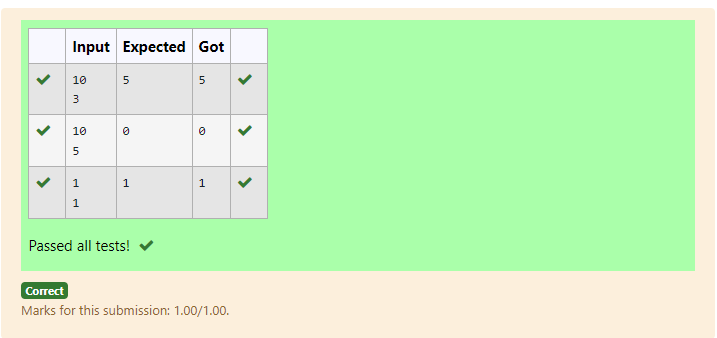 Input Expected Got
10 5 5
3
10 0 0
5
1 1 1
1
Passed all tests!
Correct
Marks for this submission: 1.00/1.00.